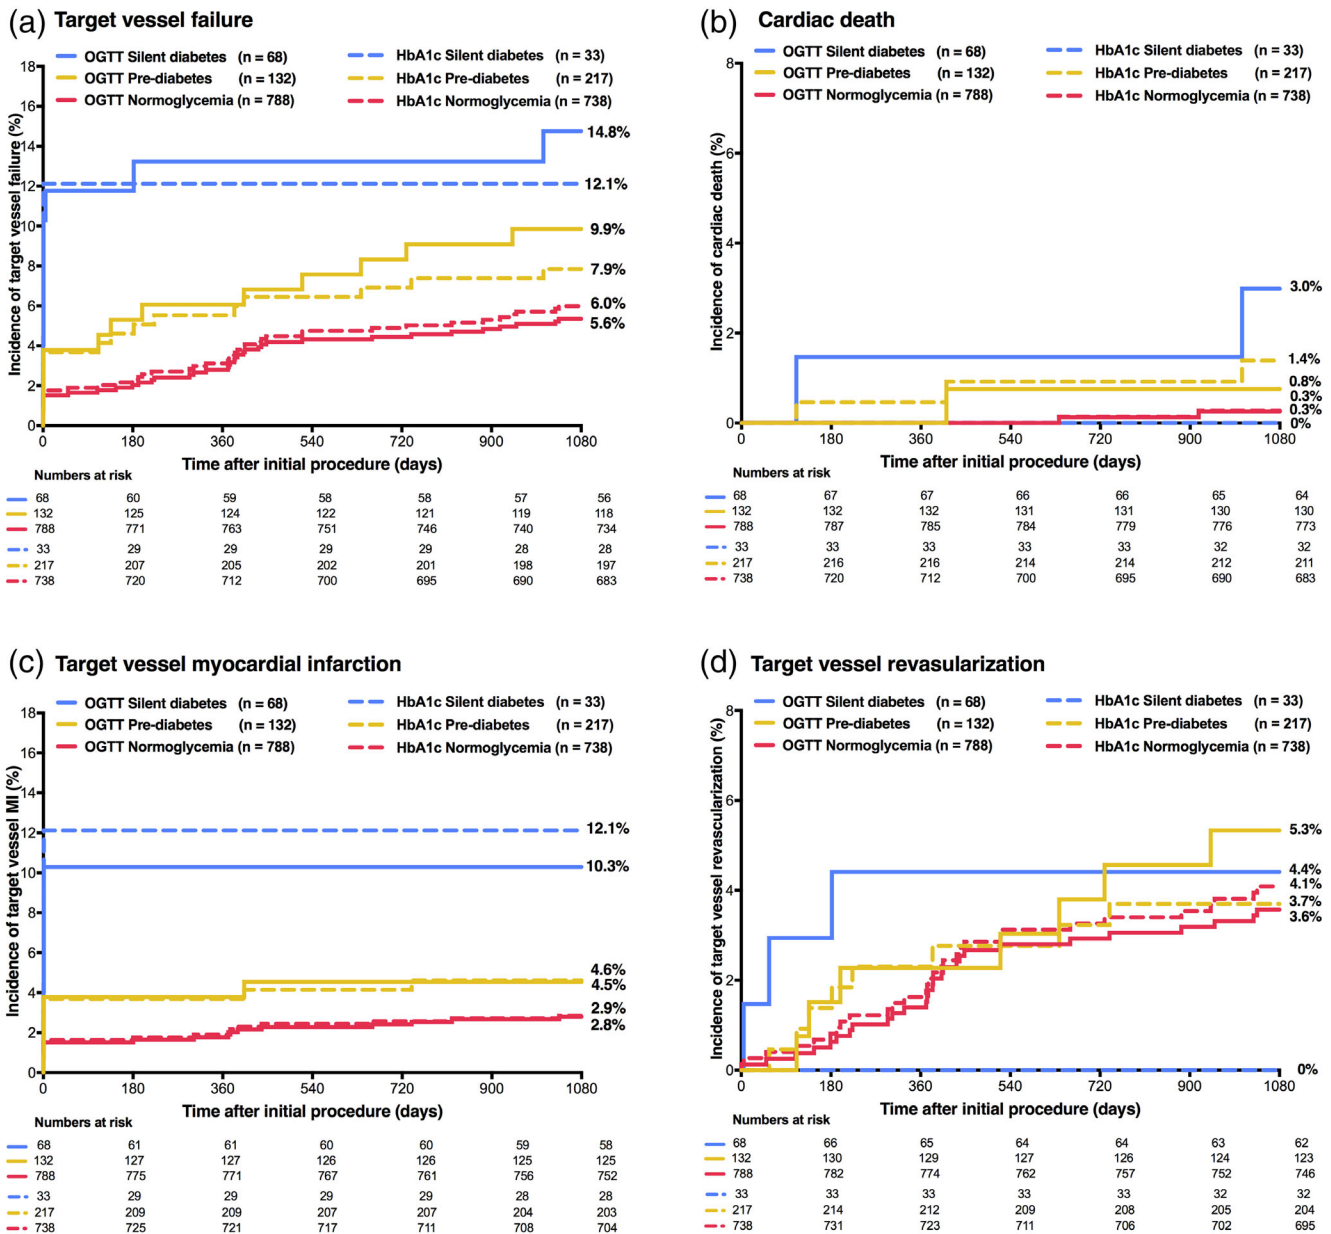 (a) Target vessel failure
OGTT Silent diabetes (n = 68) HbA1c Silent diabetes (n = 33)
OGTT Pre-diabetes (n = 132) HbA1c Pre-diabetes (n = 217)
OGTT Normoglycemia (n = 788) HbA1c Normoglycemia (n = 738)
Incidence of target vessel failure (%)
18
16
14
12
10
8
6
4
2
0
14.8%
12.1%
9.9%
7.9%
6.0%
5.6%
0 180 360 540 720 900 1080
Time after initial procedure (days)
Numbers at risk
68 60 59 58 58 57 56
132 125 124 122 121 119 118
788 771 763 751 746 740 734
33 29 29 29 29 28 28
217 207 205 202 201 198 197
738 720 712 700 695 690 683
(b) Cardiac death
OGTT Silent diabetes (n = 68) HbA1c Silent diabetes (n = 33)
OGTT Pre-diabetes (n = 132) HbA1c Pre-diabetes (n = 217)
OGTT Normoglycemia (n = 788) HbA1c Normoglycemia (n = 738)
Incidence of cardiac death (%)
8
6
4
2
0
3.0%
1.4%
0.8%
0.3%
0.3%
0%
0 180 360 540 720 900 1080
Time after initial procedure (days)
Numbers at risk
68 67 67 66 66 65 64
132 132 132 131 131 130 130
788 787 785 784 779 776 773
33 33 33 33 33 32 32
217 216 216 214 214 212 211
738 720 712 700 695 690 683
(c) Target vessel myocardial infarction
OGTT Silent diabetes (n = 68) HbA1c Silent diabetes (n = 33)
OGTT Pre-diabetes (n = 132) HbA1c Pre-diabetes (n = 217)
OGTT Normoglycemia (n = 788) HbA1c Normoglycemia (n = 738)
Incidence of target vessel MI (%)
18
16
14
12
10
8
6
4
2
0
12.1%
10.3%
4.6%
4.5%
2.9%
2.8%
0 180 360 540 720 900 1080
Time after initial procedure (days)
Numbers at risk
68 61 61 60 60 59 58
132 127 127 126 126 125 125
788 775 771 767 761 756 752
33 29 29 29 29 28 28
217 209 209 207 207 204 203
738 725 721 717 711 708 704
(d) Target vessel revasularization
OGTT Silent diabetes (n = 68) HbA1c Silent diabetes (n = 33)
OGTT Pre-diabetes (n = 132) HbA1c Pre-diabetes (n = 217)
OGTT Normoglycemia (n = 788) HbA1c Normoglycemia (n = 738)
Incidence of target vessel revascularization (%)
8
6
4
2
0
5.3%
4.4%
4.1%
3.7%
3.6%
0%
0 180 360 540 720 900 1080
Time after initial procedure (days)
Numbers at risk
68 66 65 64 64 63 62
132 130 129 127 126 124 123
788 782 774 762 757 752 746
33 33 33 33 33 32 32
217 214 212 209 208 205 204
738 731 723 711 706 702 695